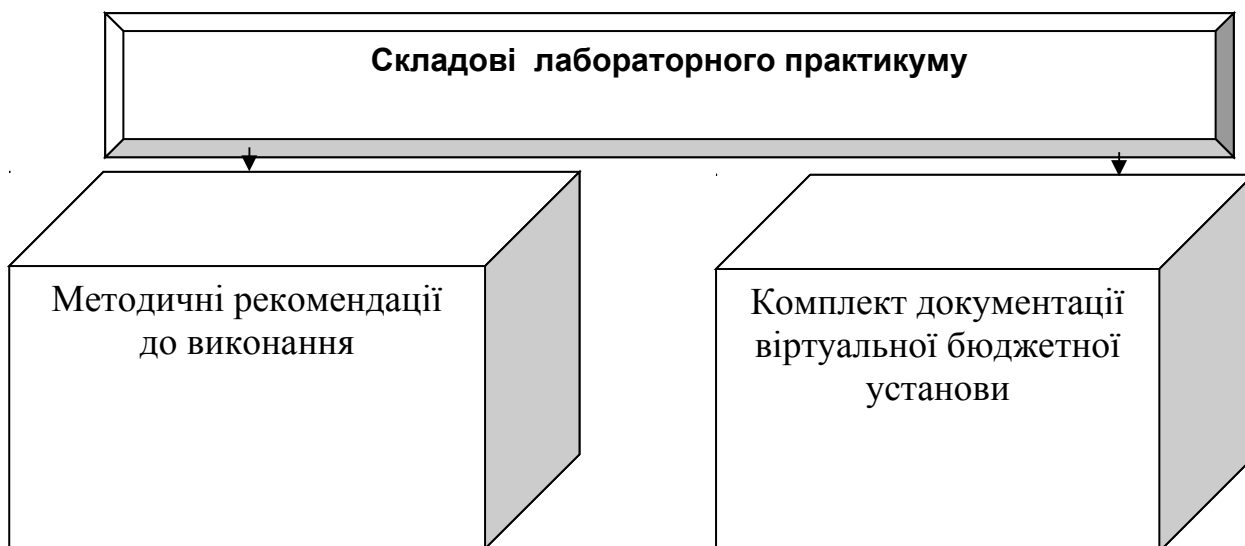 Складові лабораторного практикуму
Методичні рекомендації
до виконання
Комплект документації
віртуальної бюджетної
установи